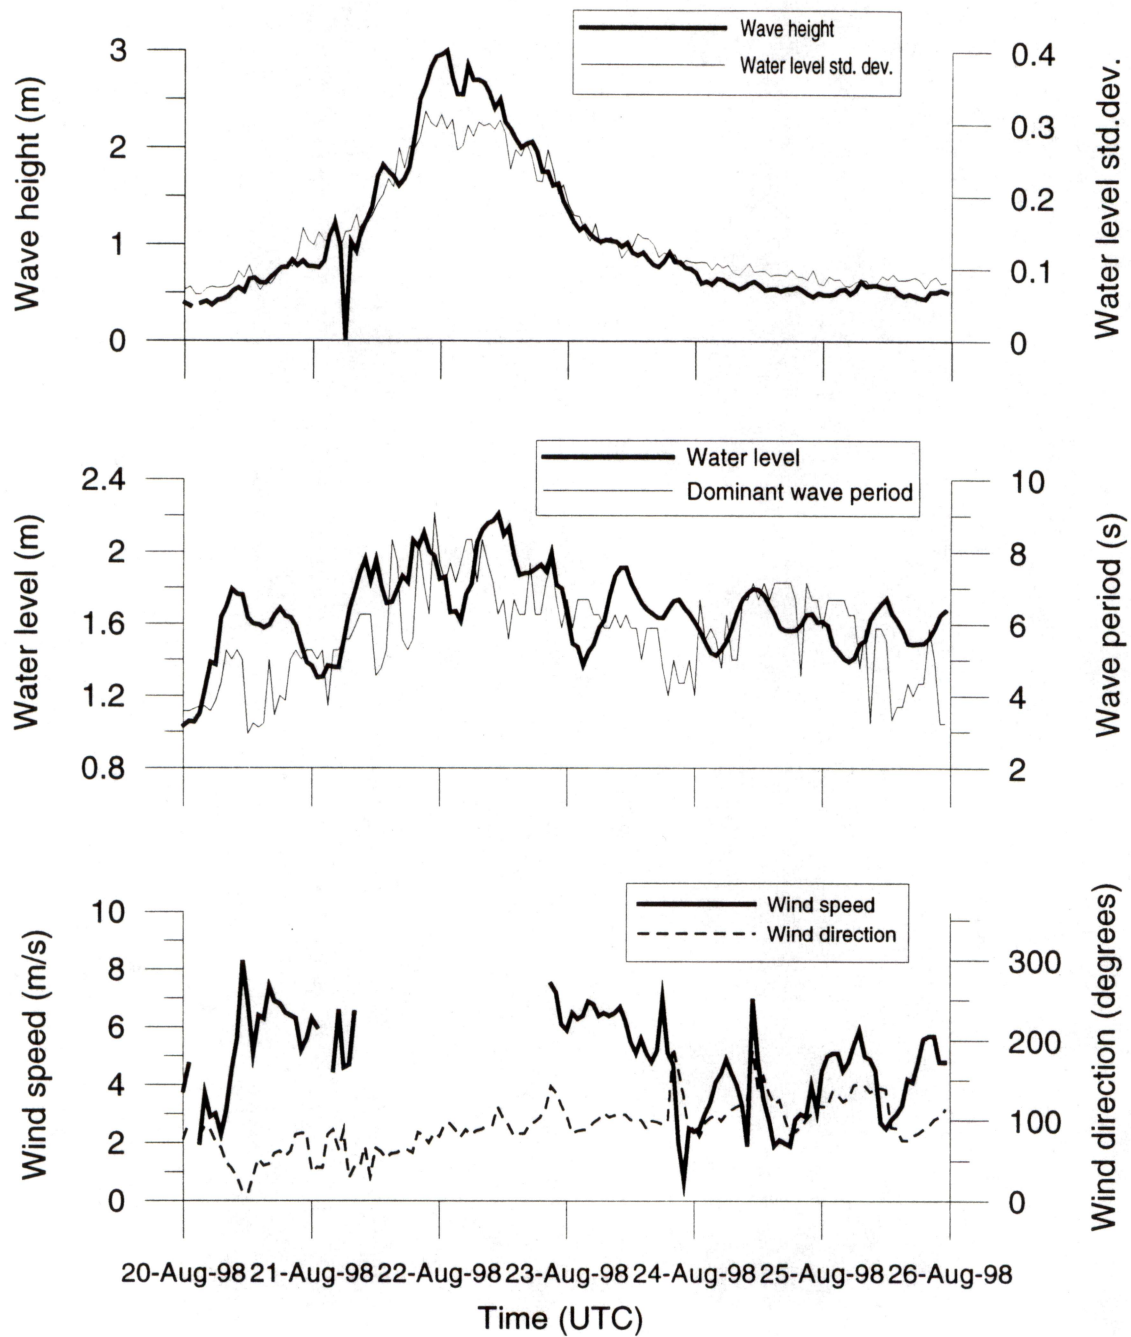 Wave height
Water level std. dev.
Wave height (m)
3
2
1
0
0.4
0.3
0.2
0.1
0
Water level std.dev.
Water level
Dominant wave period
Water level (m)
2.4
2
1.6
1.2
0.8
10
8
6
4
2
Wave period (s)
Wind speed
Wind direction
Wind speed (m/s)
10
8
6
4
2
0
300
200
100
0
Wind direction (degrees)
20-Aug-98 21-Aug-98 22-Aug-98 23-Aug-98 24-Aug-98 25-Aug-98 26-Aug-98
Time (UTC)